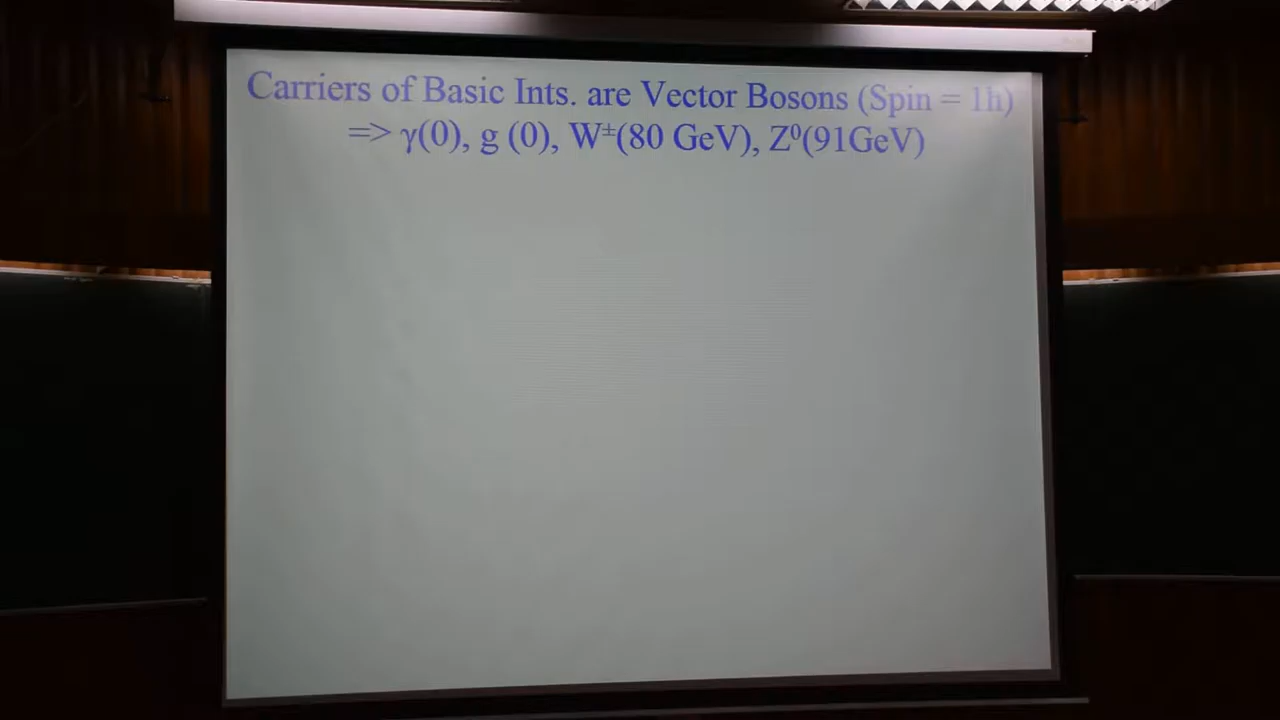 Carriers of Basic Ints. are Vector Bosons (Spin = 1h)
=> γ(0), g (0), W±(80 GeV), Z⁰(91GeV)